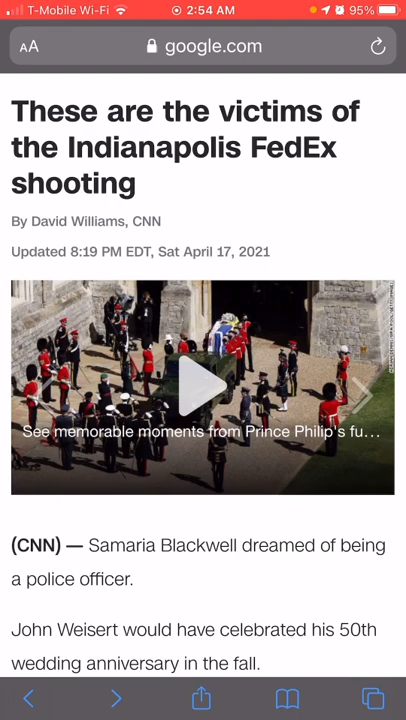 T-Mobile Wi-Fi 2:54 AM 95%
AA google.com
These are the victims of
the Indianapolis FedEx
shooting
By David Williams, CNN
Updated 8:19 PM EDT, Sat April 17, 2021
See memorable moments from Prince Philip's fu...
(CNN) — Samaria Blackwell dreamed of being
a police officer.
John Weisert would have celebrated his 50th
wedding anniversary in the fall.